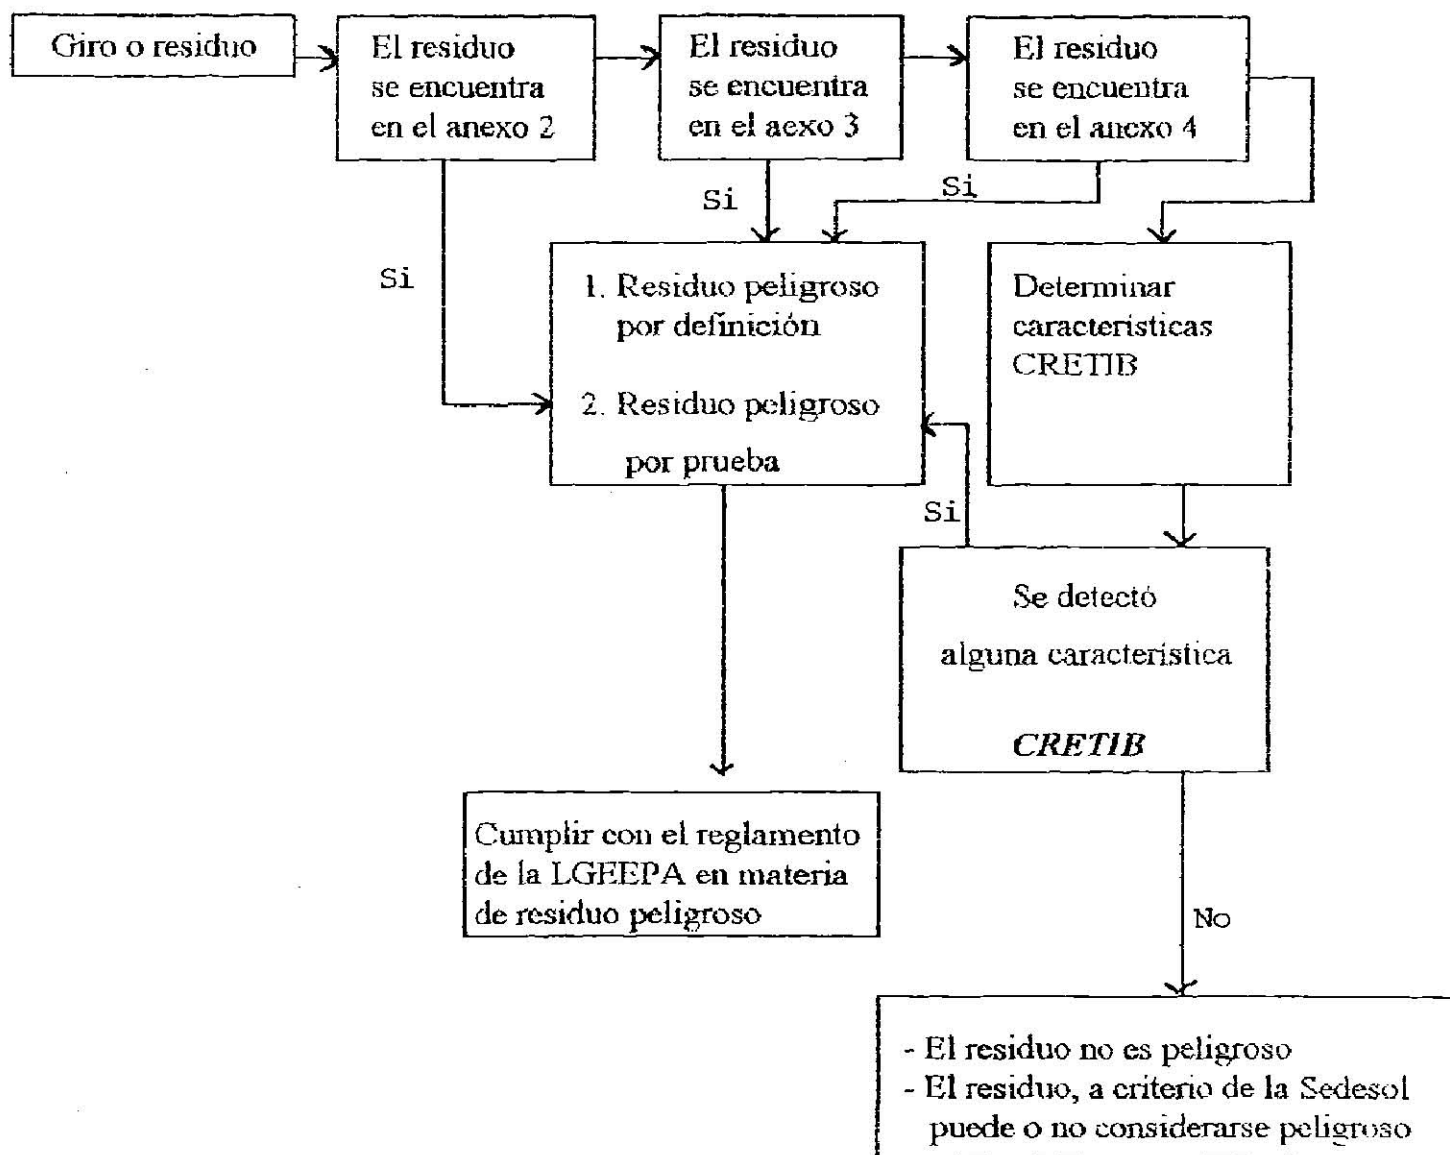 Giro o residuo
El residuo
se encuentra
en el anexo 2
El residuo
se encuentra
en el aexo 3
El residuo
se encuentra
en el anexo 4
Si
Si
Si
1. Residuo peligroso
por definición
2. Residuo peligroso
por prueba
Determinar
características
CRETIB
Si
Se detectó
alguna característica
CRETIB
Cumplir con el reglamento
de la LGEEPA en materia
de residuo peligroso
No
- El residuo no es peligroso
- El residuo, a criterio de la Sedesol
puede o no considerarse peligroso